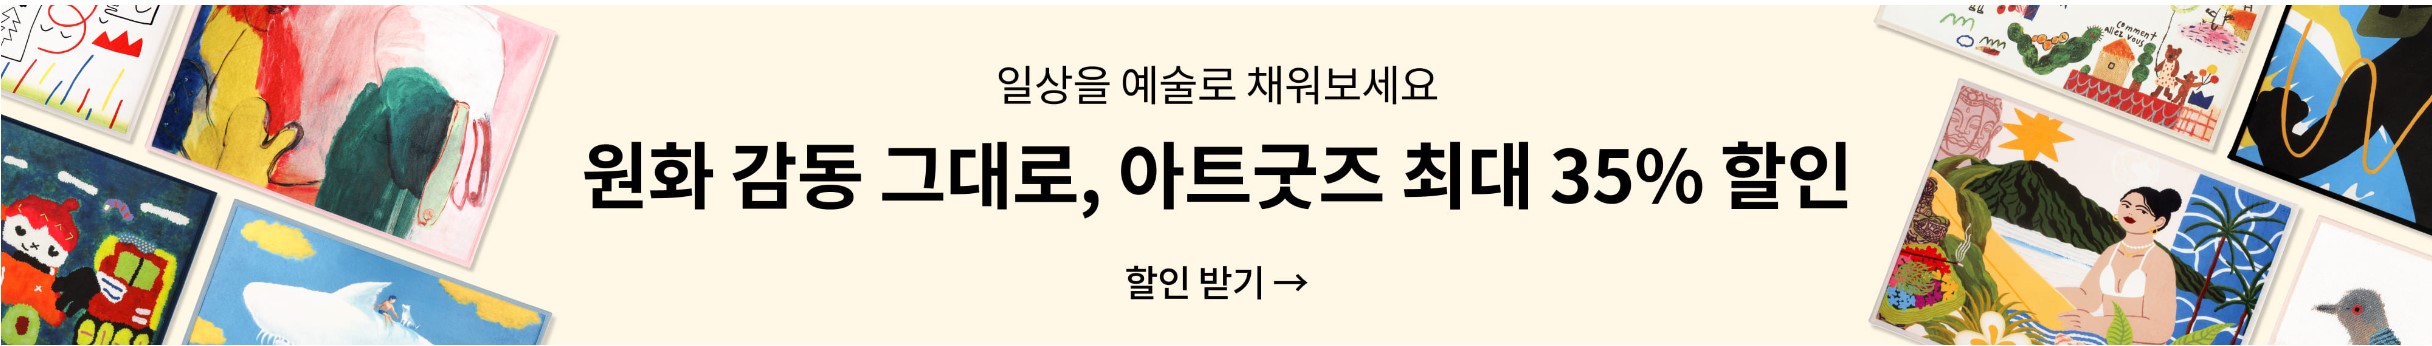 일상을 예술로 채워보세요
원화 감동 그대로, 아트굿즈 최대 35% 할인
할인 받기 →
comment
allez vous